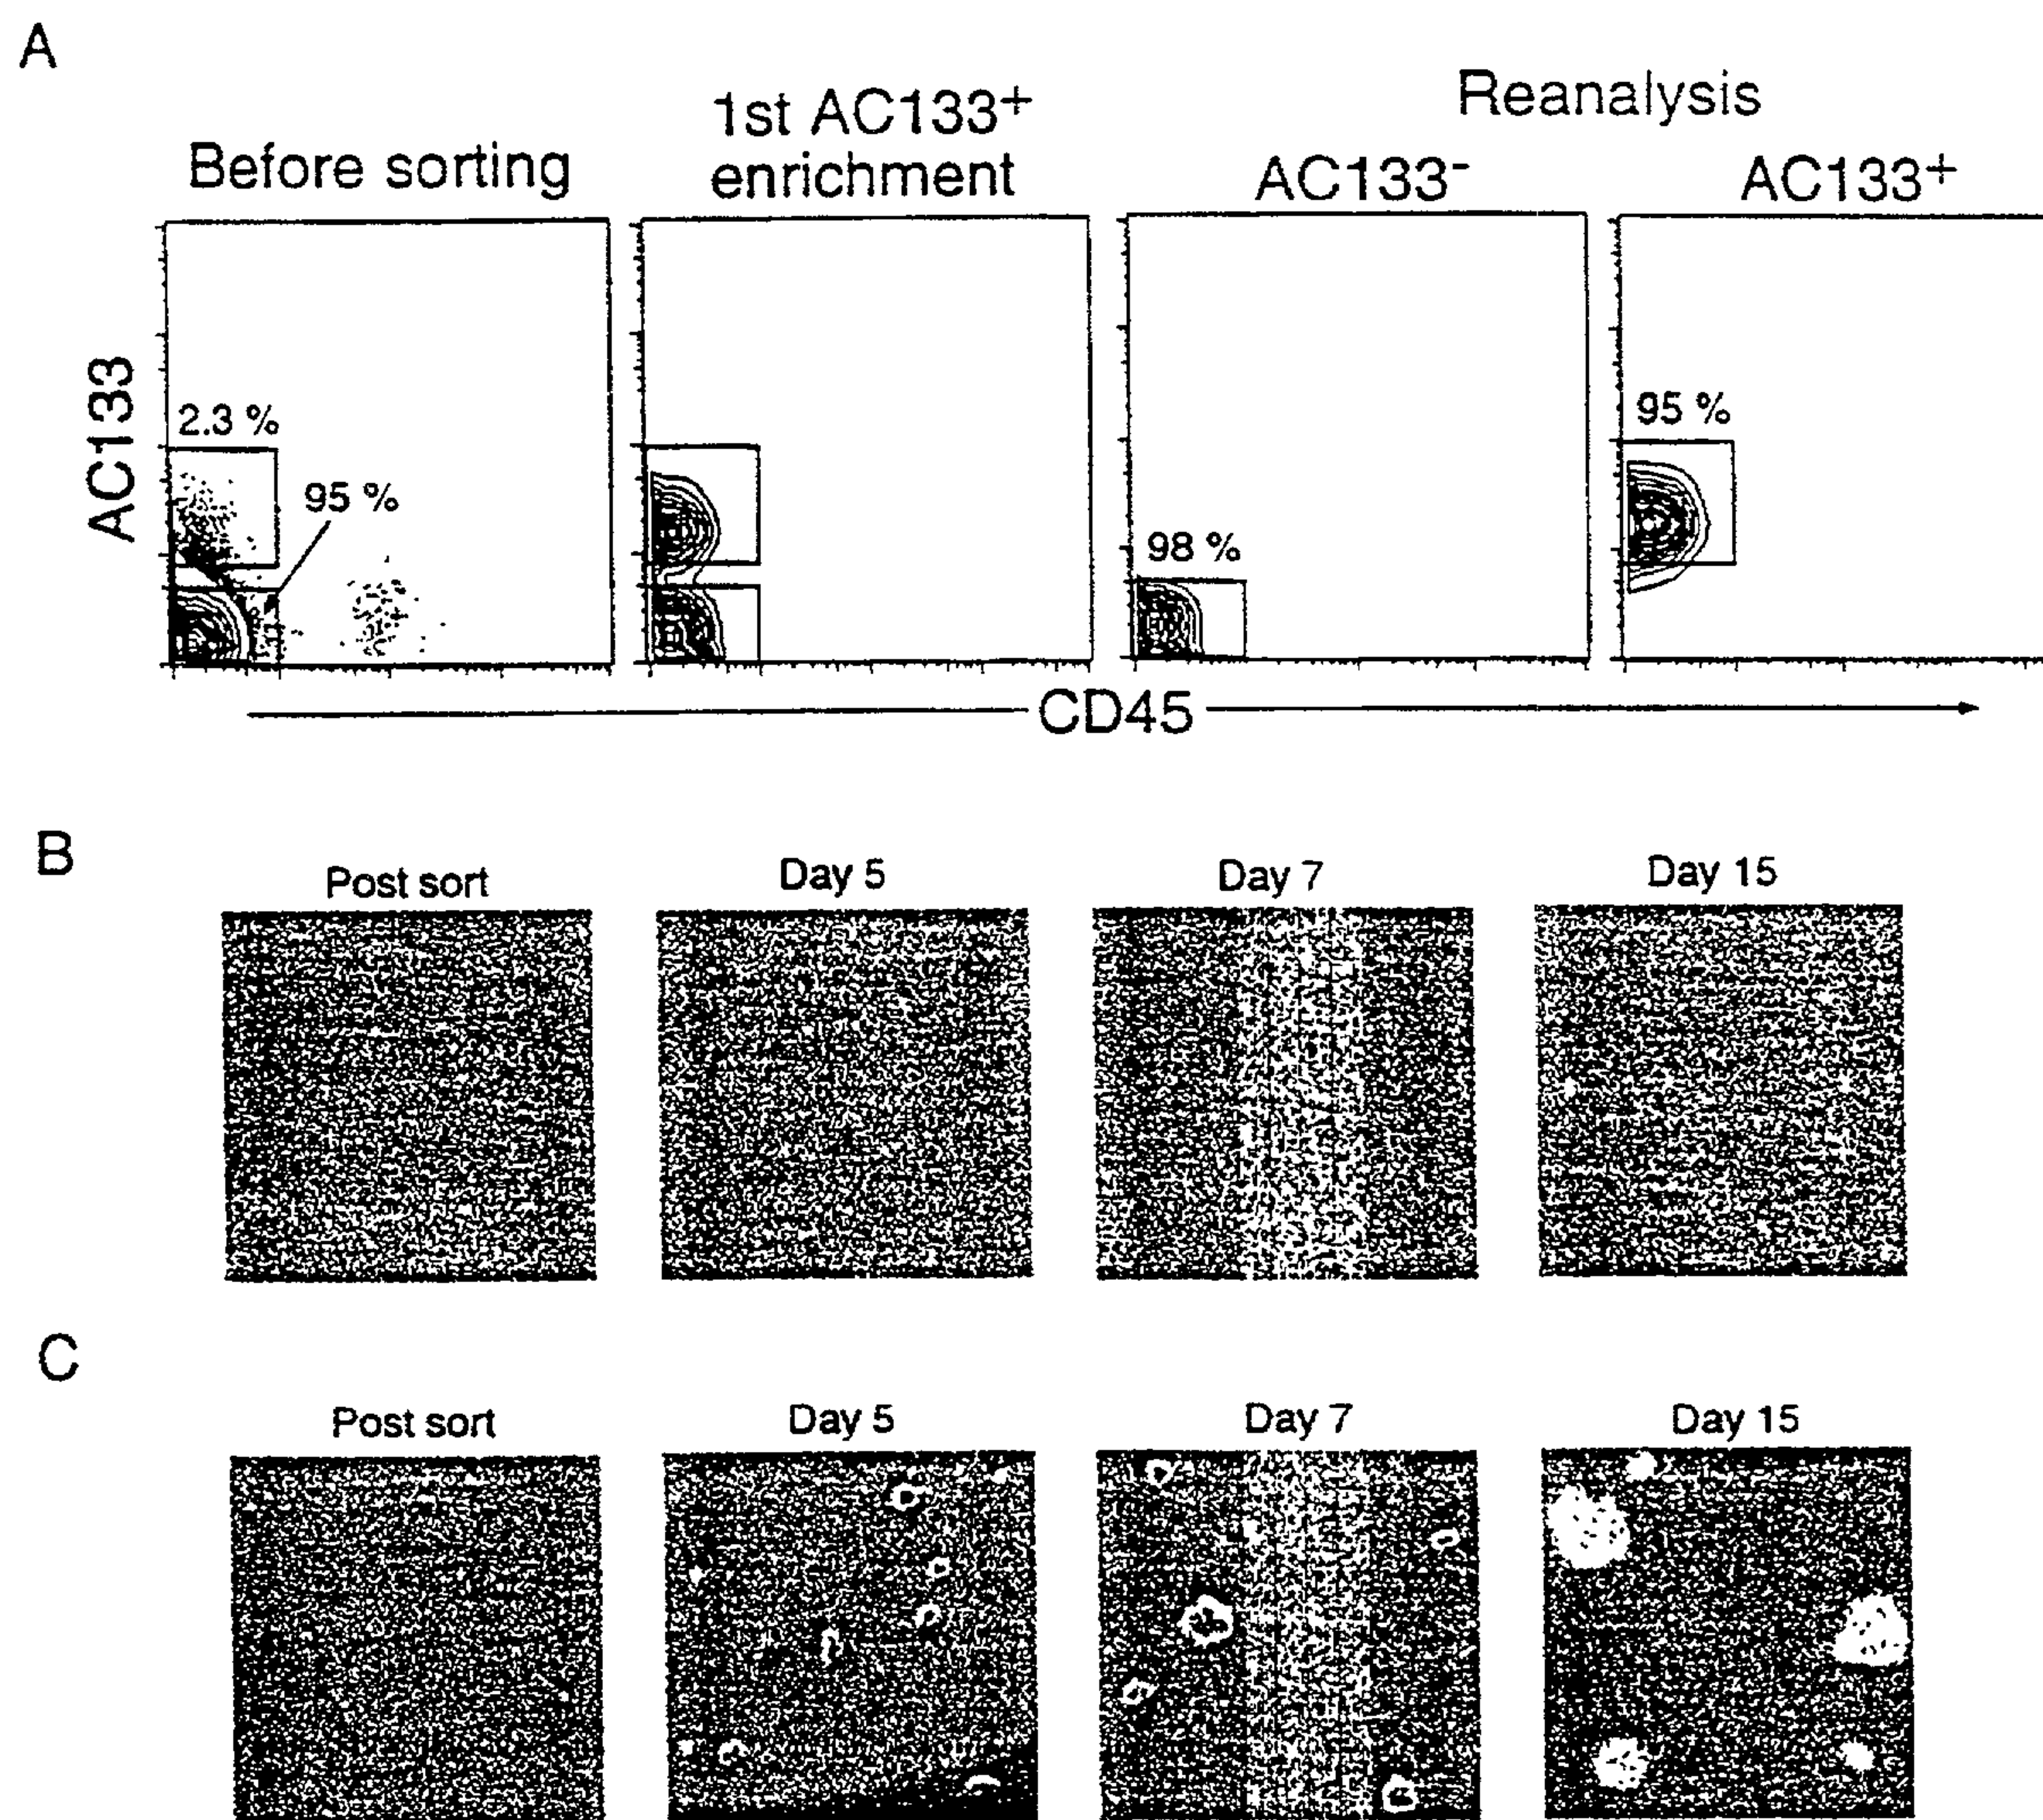 A
Before sorting
1st AC133+
enrichment
Reanalysis
AC133-
AC133+
AC133
2.3 %
95 %
98 %
95 %
CD45
B
Post sort
Day 5
Day 7
Day 15
C
Post sort
Day 5
Day 7
Day 15